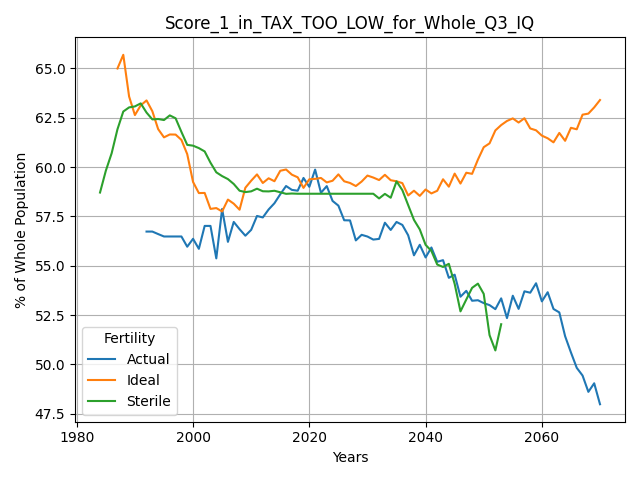 Score_1_in_TAX_TOO_LOW_for_Whole_Q3_IQ
% of Whole Population
65.0
62.5
60.0
57.5
55.0
52.5
50.0
47.5
Fertility
Actual
Ideal
Sterile
1980
2000
2020
2040
2060
Years